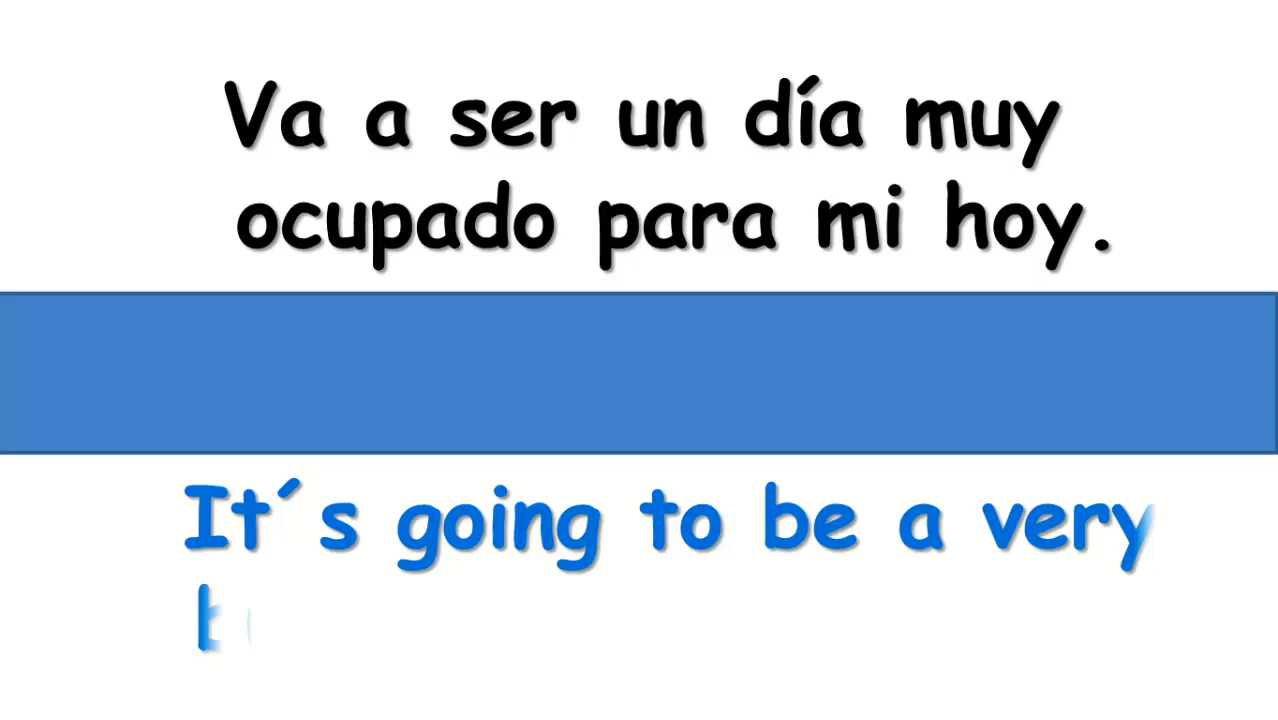 Va a ser un día muy
ocupado para mi hoy.
It´s going to be a very